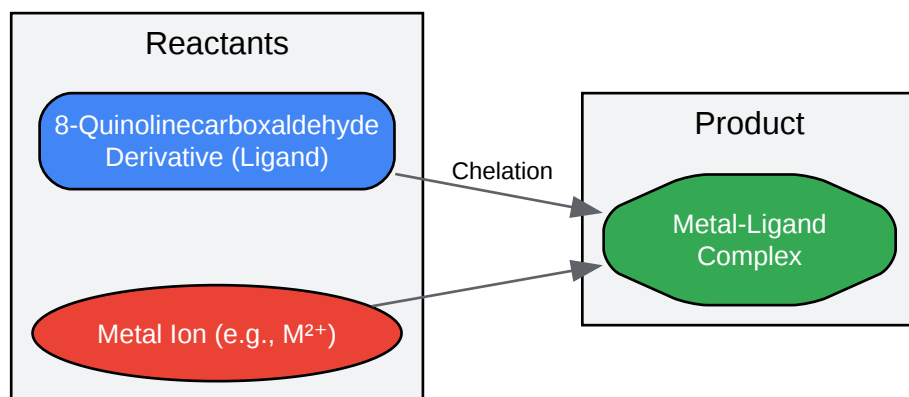 Reactants
8-Quinolinecarboxaldehyde
Derivative (Ligand)
Chelation
Metal Ion (e.g., M²⁺)
Product
Metal-Ligand
Complex